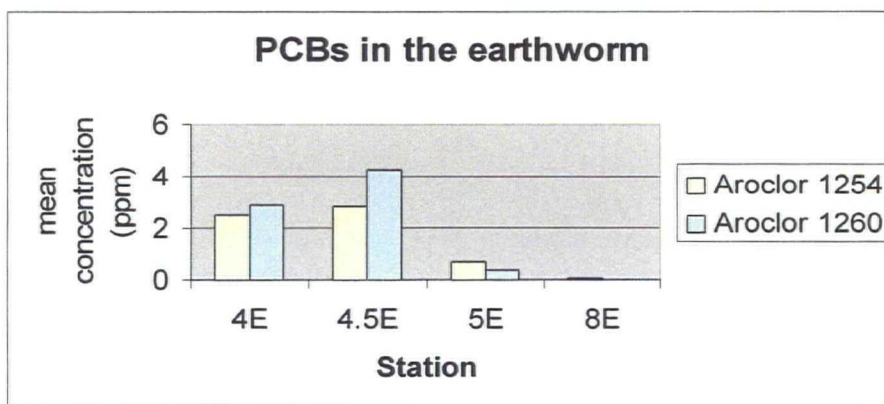 PCBs in the earthworm
mean
concentration
(ppm)
6
4
2
0
4E 4.5E 5E 8E
Station
Aroclor 1254
Aroclor 1260